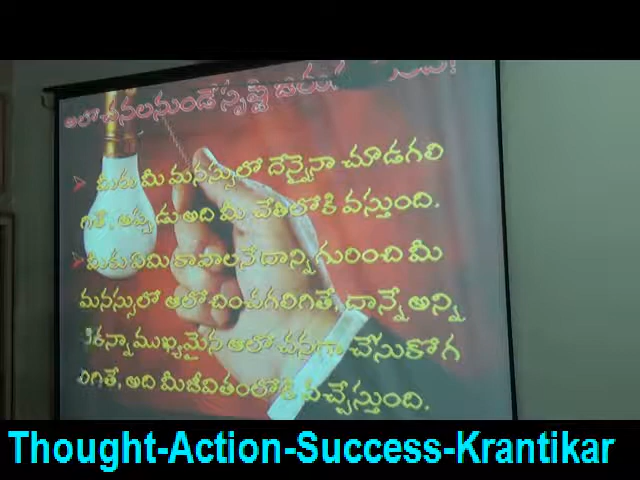 ఆలోచనలనుండే సృష్టి
మీకు మీ మనస్సులో దేన్నైనా చూడగలి
గితే, అప్పుడు అది మీ చేతిలోకి వస్తుంది.
మీకు ఏమి కావాలనే దాన్ని గురించి మీ
మనస్సులో ఆలోచించగలిగితే, దాన్నే అన్ని
టికన్నా ముఖ్యమైన ఆలోచనగా చేసుకోగ
లిగితే, అది మీ జీవితంలోకి వచ్చేస్తుంది.
Thought-Action-Success-Krantikar